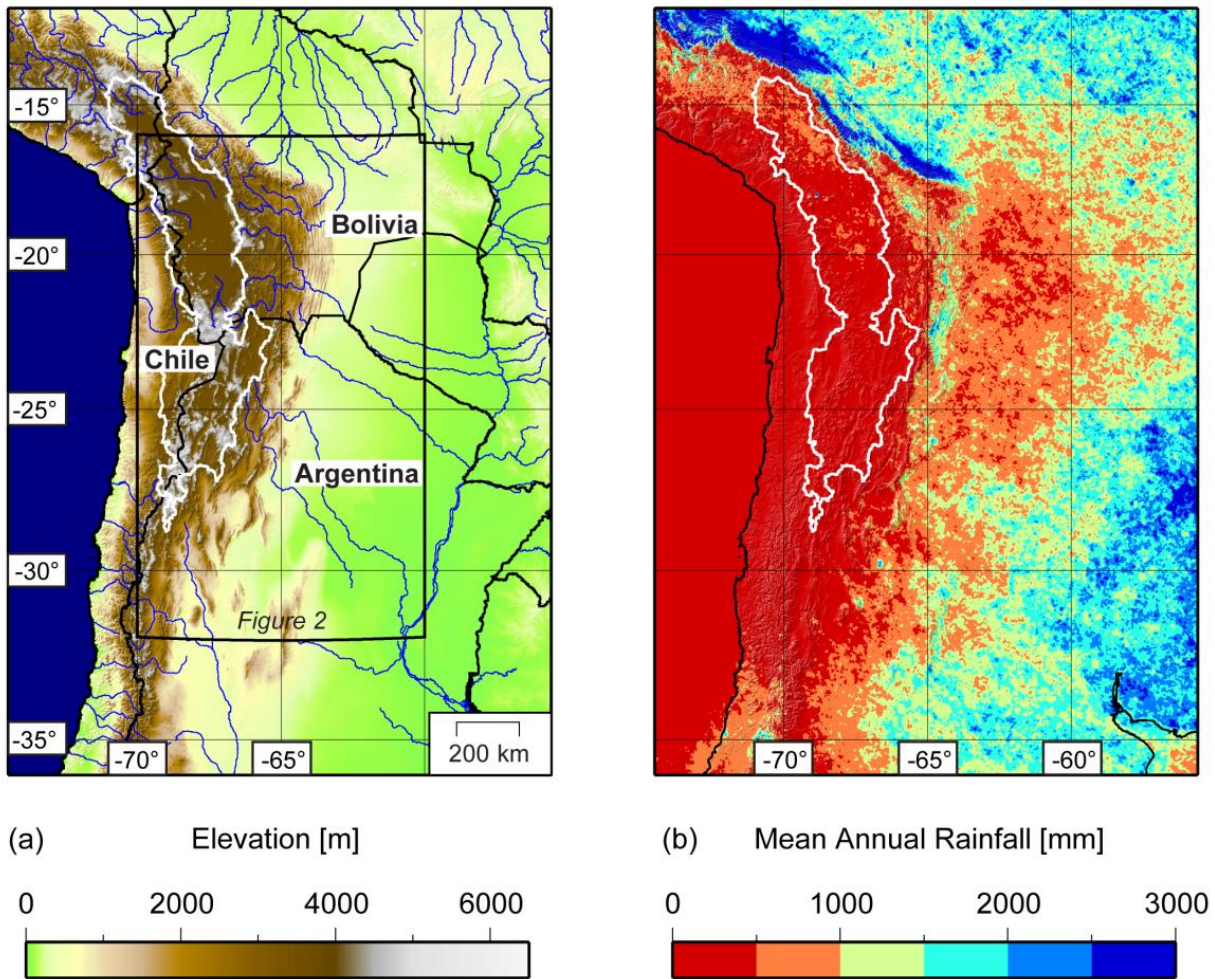 -15°
-20°
-25°
-30°
-35°
Bolivia
Chile
Argentina
Figure 2
200 km
-70°
-65°
-70°
-65°
-60°
(a) Elevation [m]
0 2000 4000 6000
(b) Mean Annual Rainfall [mm]
0 1000 2000 3000